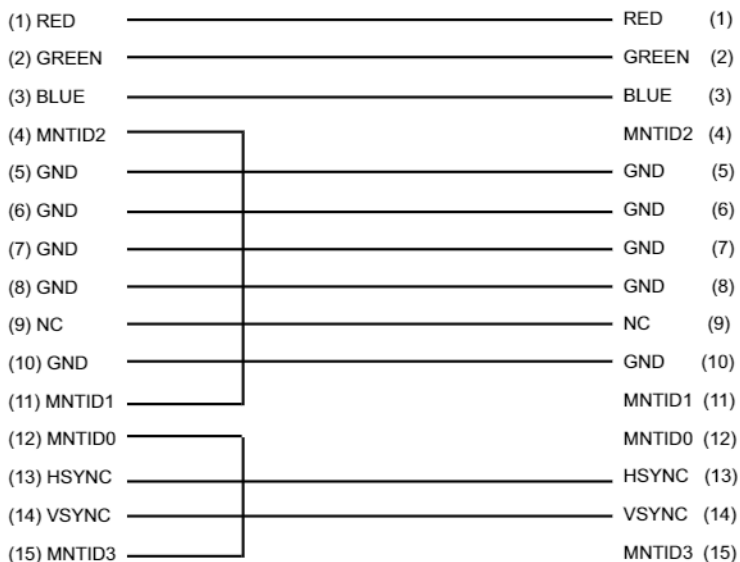 (1) RED RED (1)
(2) GREEN GREEN (2)
(3) BLUE BLUE (3)
(4) MNTID2 MNTID2 (4)
(5) GND GND (5)
(6) GND GND (6)
(7) GND GND (7)
(8) GND GND (8)
(9) NC NC (9)
(10) GND GND (10)
(11) MNTID1 MNTID1 (11)
(12) MNTID0 MNTID0 (12)
(13) HSYNC HSYNC (13)
(14) VSYNC VSYNC (14)
(15) MNTID3 MNTID3 (15)